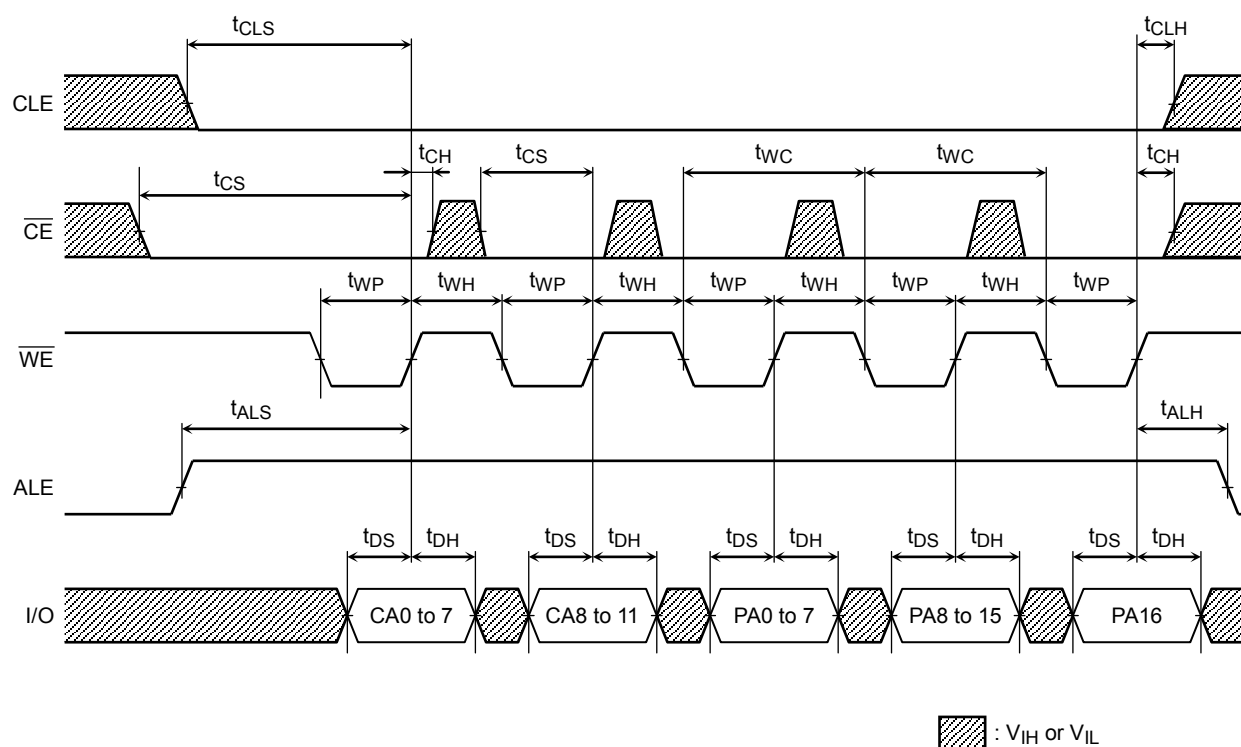 tCLS tCLH
CLE
tCH tCS tWC tWC tCH
tCS
CE
tWP tWH tWP tWH tWP tWH tWP tWH tWP
WE
tALS tALH
ALE
tDS tDH tDS tDH tDS tDH tDS tDH tDS tDH
I/O CA0 to 7 CA8 to 11 PA0 to 7 PA8 to 15 PA16
: VIH or VIL